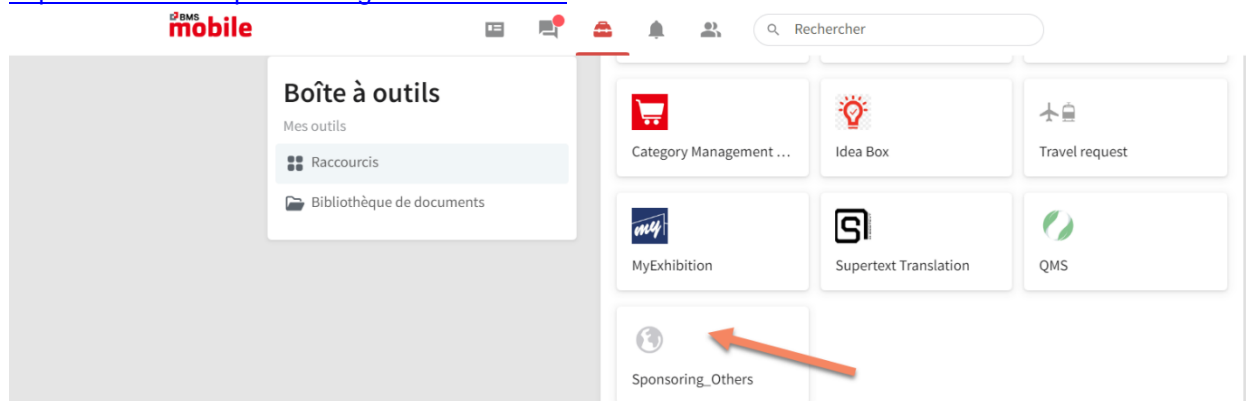 BMS
mobile
Rechercher
Boîte à outils
Mes outils
Raccourcis
Bibliothèque de documents
Category Management ...
Idea Box
Travel request
my
MyExhibition
Supertext Translation
QMS
Sponsoring_Others